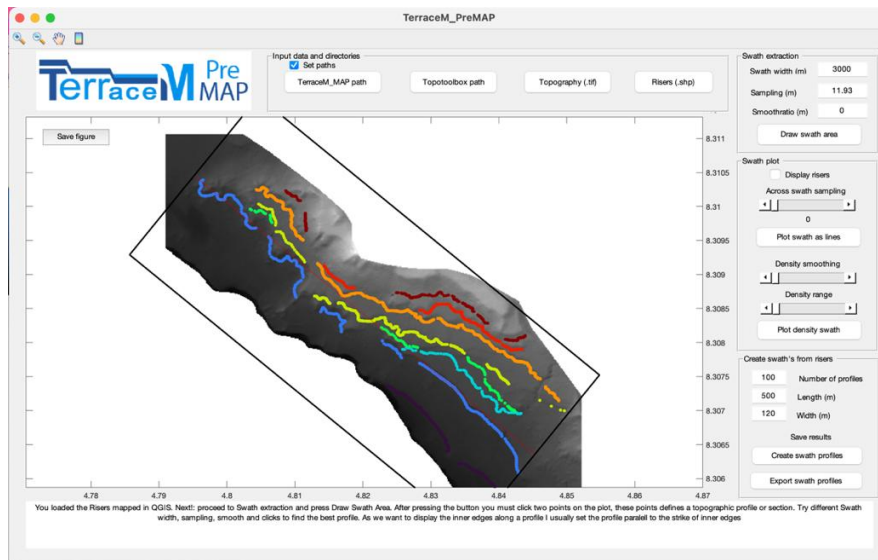 TerraceM_PreMAP
TerraceM Pre MAP
Input data and directories
Set paths
TerraceM_MAP path
Topotoolbox path
Topography (.tif)
Risers (.shp)
Swath extraction
Swath width (m) 3000
Sampling (m) 11.93
Smoothratio (m) 0
Draw swath area
Save figure
Swath plot
Display risers
Across swath sampling
0
Plot swath as lines
Density smoothing
Density range
Plot density swath
Create swath's from risers
100 Number of profiles
500 Length (m)
120 Width (m)
Save results
Create swath profiles
Export swath profiles
8.311
8.3105
8.31
8.3095
8.309
8.3085
8.308
8.3075
8.307
8.3065
8.306
4.78 4.79 4.8 4.81 4.82 4.83 4.84 4.85 4.86 4.87
You loaded the Risers mapped in QGIS. Next!: proceed to Swath extraction and press Draw Swath Area. After pressing the button you must click two points on the plot, these points defines a topographic profile or section. Try different Swath
width, sampling, smooth and clicks to find the best profile. As we want to display the inner edges along a profile I usually set the profile paralell to the strike of inner edges